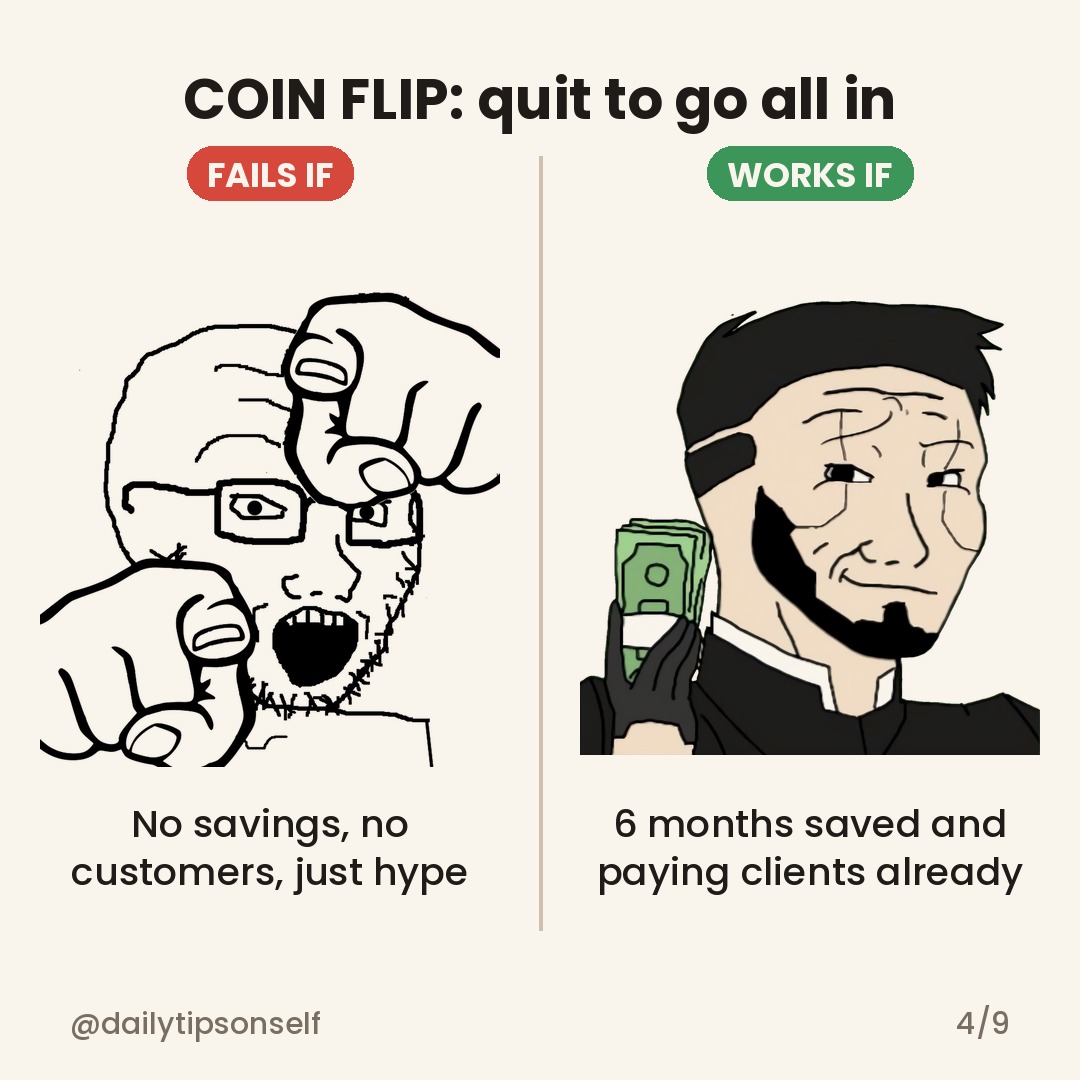 COIN FLIP: quit to go all in
FAILS IF
WORKS IF
No savings, no
customers, just hype
6 months saved and
paying clients already
@dailytipsonself
4/9